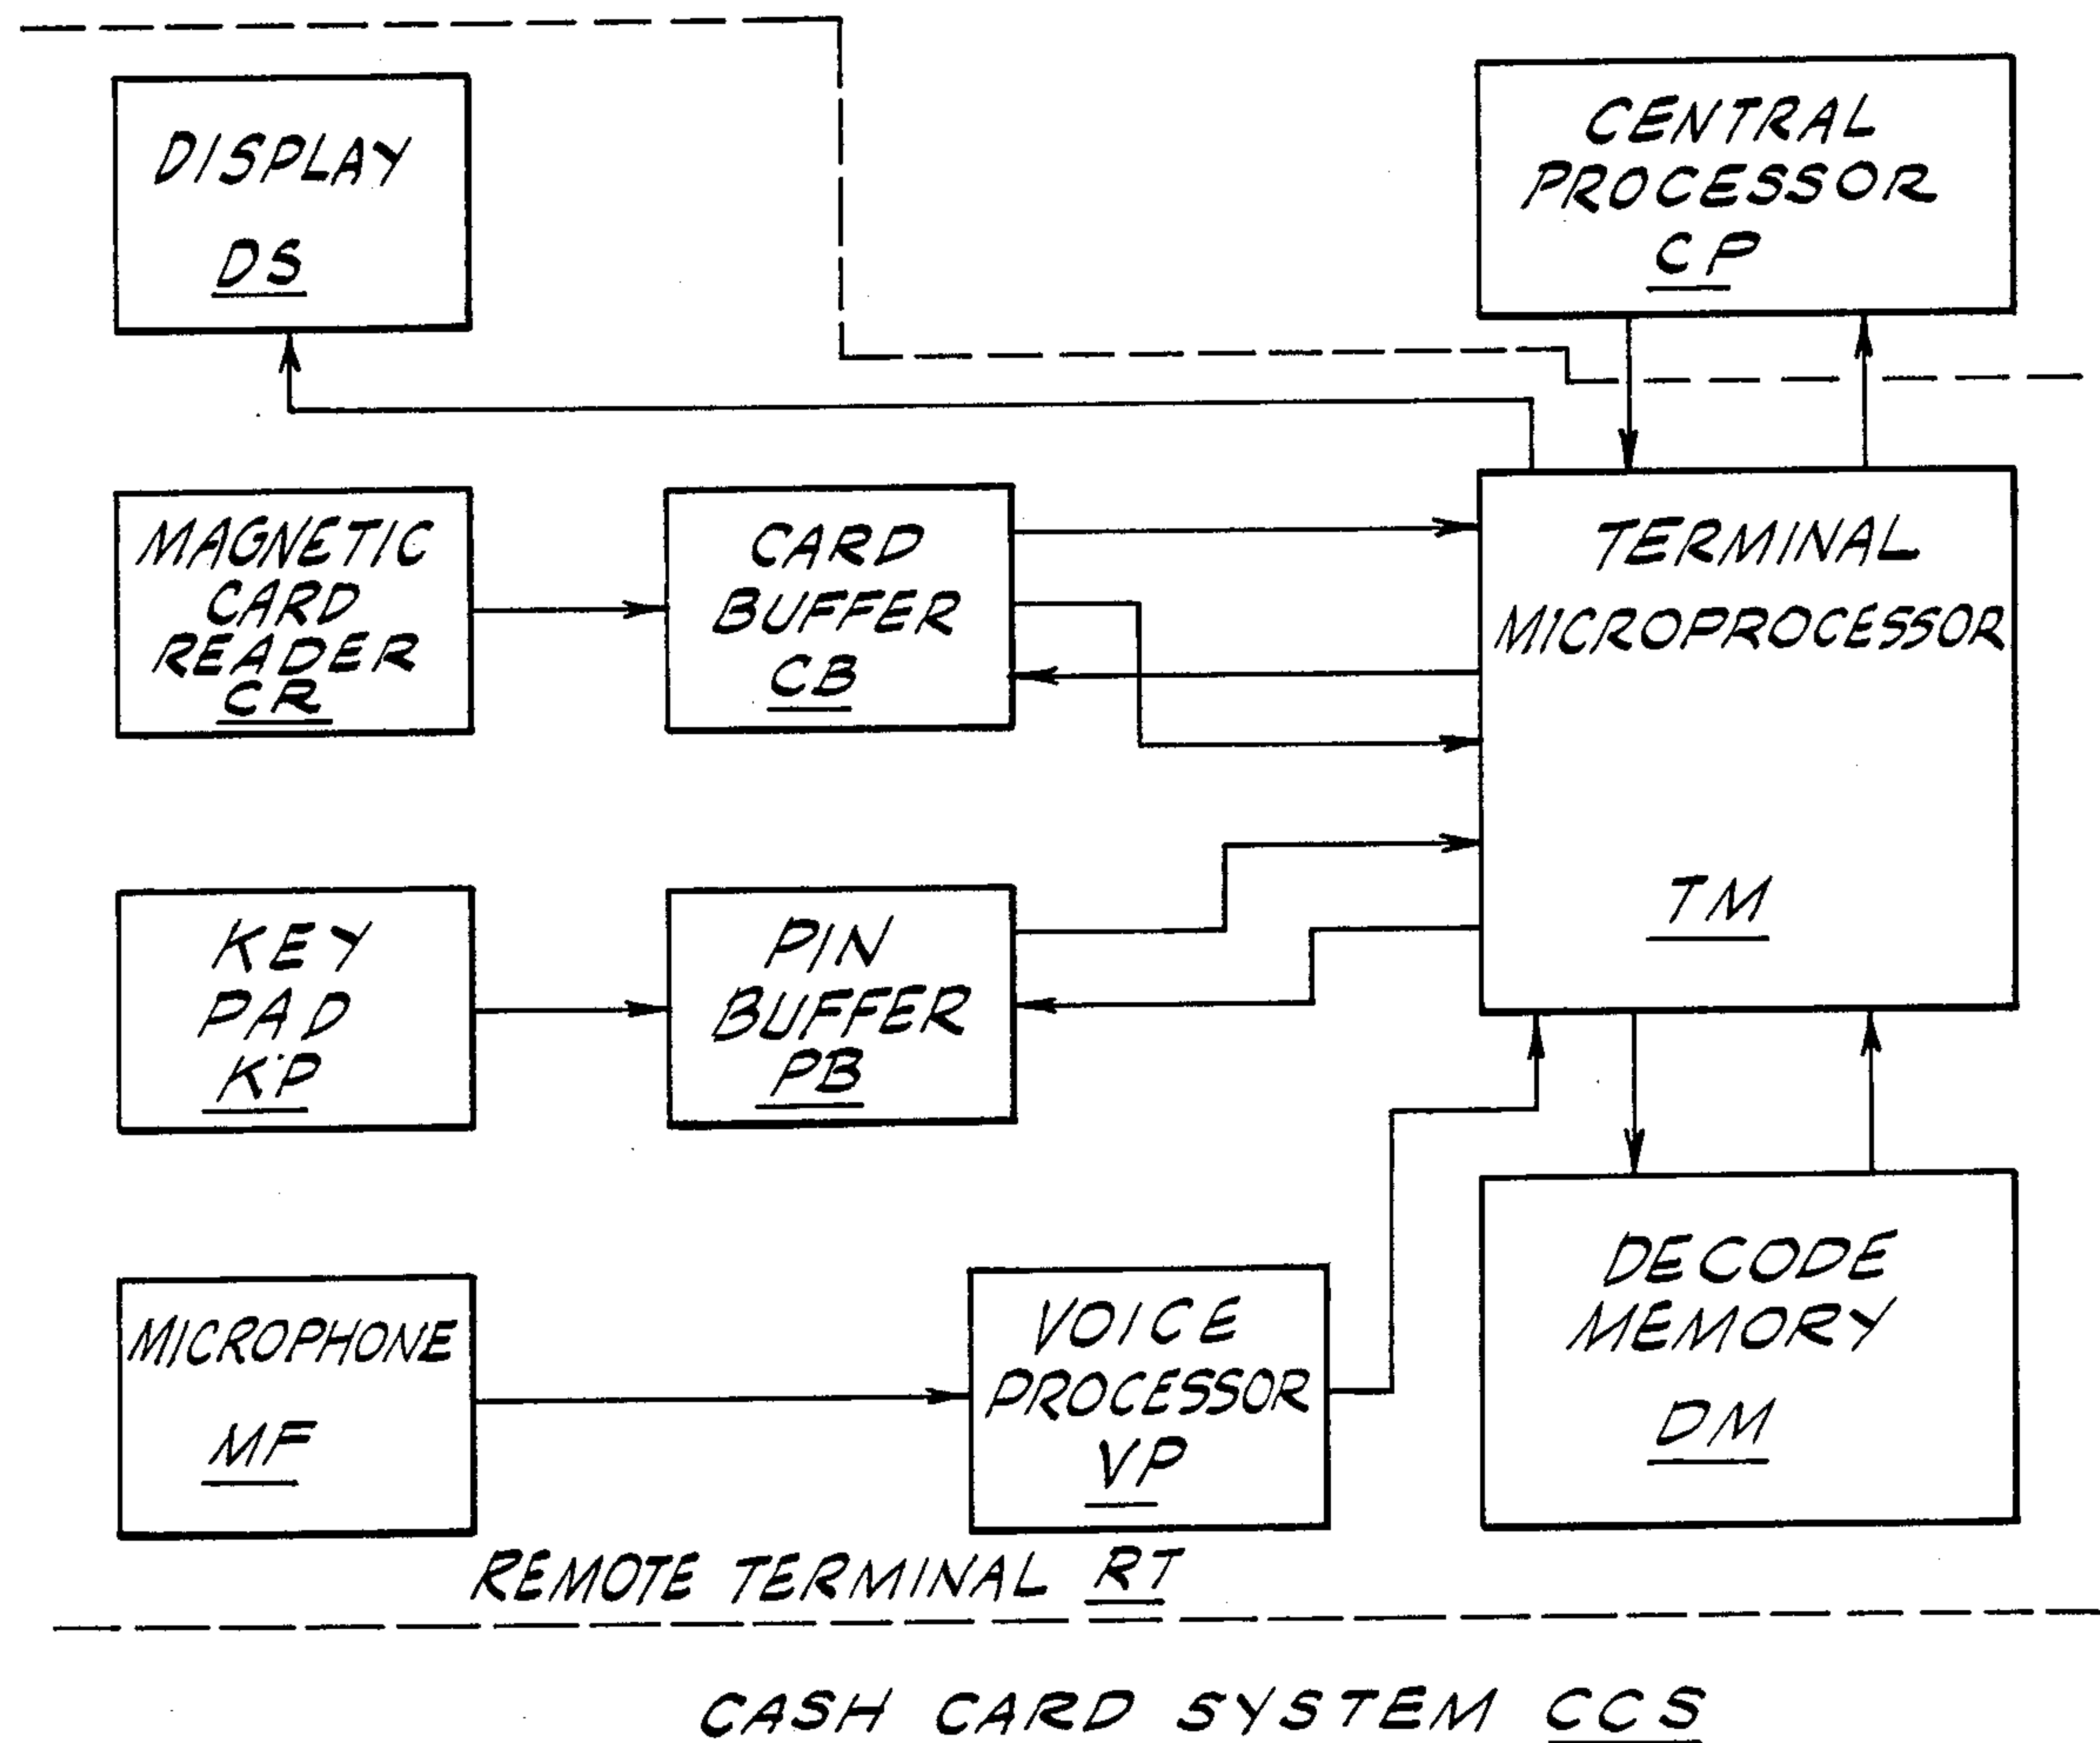 DISPLAY
DS
CENTRAL
PROCESSOR
CP
MAGNETIC
CARD
READER
CR
CARD
BUFFER
CB
TERMINAL
MICROPROCESSOR
TM
KEY
PAD
KP
PIN
BUFFER
PB
MICROPHONE
MF
VOICE
PROCESSOR
VP
DECODE
MEMORY
DM
REMOTE TERMINAL RT
CASH CARD SYSTEM CCS